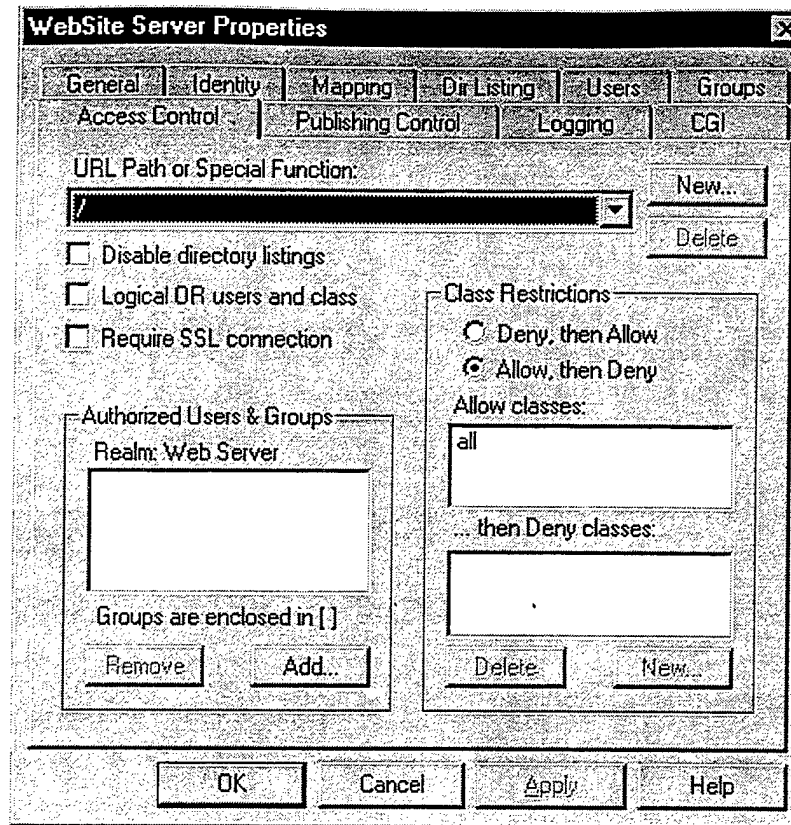 WebSite Server Properties
General Identity Mapping Dir Listing Users Groups
Access Control Publishing Control Logging CGI
URL Path or Special Function:
/
New...
Delete
Disable directory listings
Logical OR users and class
Require SSL connection
Class Restrictions
Deny, then Allow
Allow, then Deny
Allow classes:
all
... then Deny classes:
Delete New...
Authorized Users & Groups
Realm: Web Server
Groups are enclosed in [ ]
Remove Add...
OK Cancel Apply Help